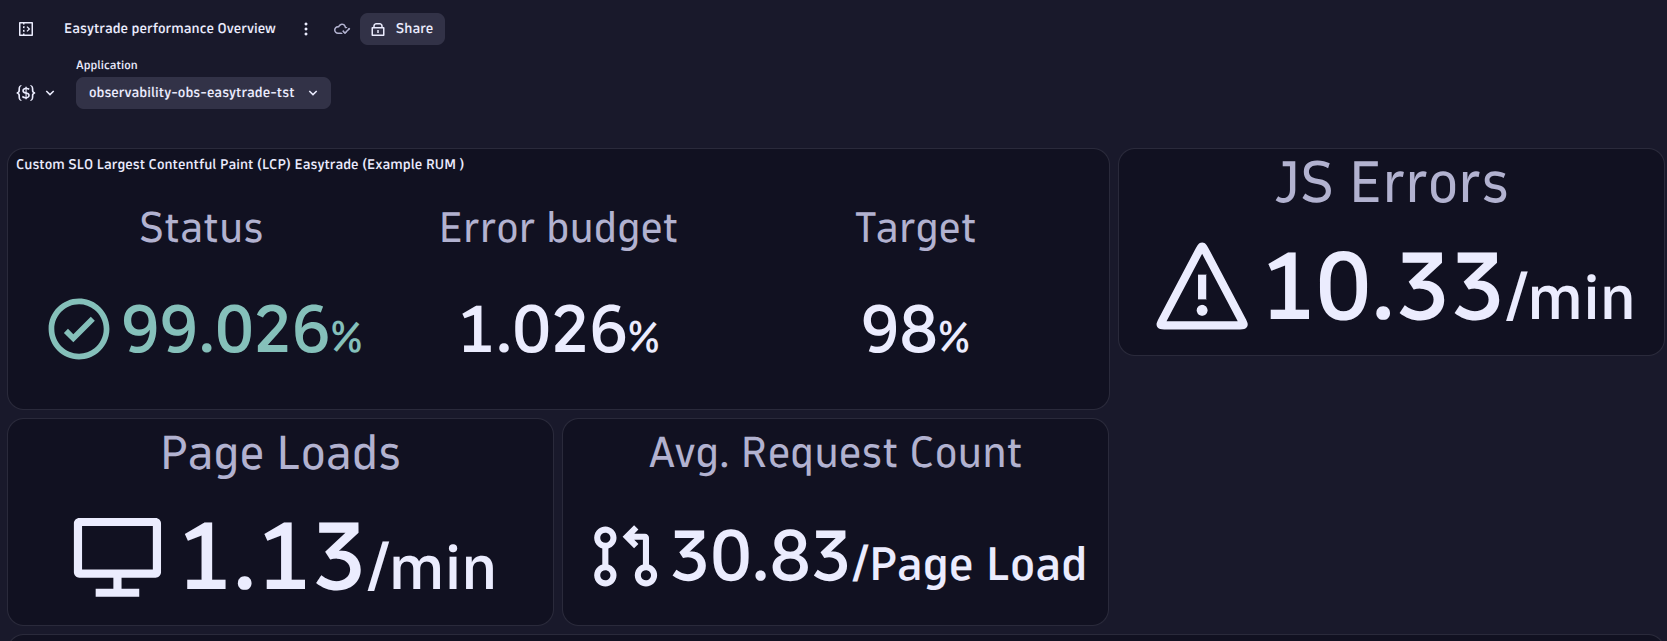 Easytrade performance Overview
Share
Application
{$}
observability-obs-easytrade-tst
Custom SLO Largest Contentful Paint (LCP) Easytrade (Example RUM )
Status
Error budget
Target
99.026%
1.026%
98%
JS Errors
10.33/min
Page Loads
1.13/min
Avg. Request Count
30.83/Page Load